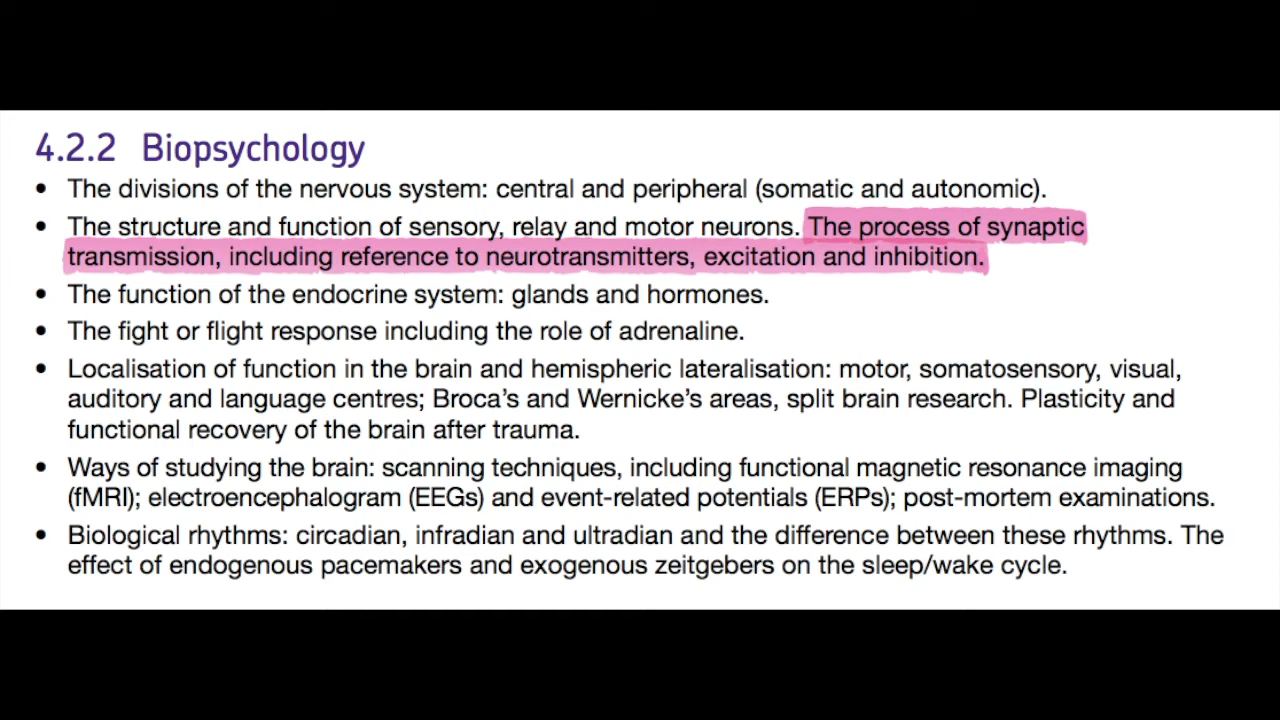 4.2.2 Biopsychology
• The divisions of the nervous system: central and peripheral (somatic and autonomic).
• The structure and function of sensory, relay and motor neurons. The process of synaptic
transmission, including reference to neurotransmitters, excitation and inhibition.
• The function of the endocrine system: glands and hormones.
• The fight or flight response including the role of adrenaline.
• Localisation of function in the brain and hemispheric lateralisation: motor, somatosensory, visual,
auditory and language centres; Broca’s and Wernicke’s areas, split brain research. Plasticity and
functional recovery of the brain after trauma.
• Ways of studying the brain: scanning techniques, including functional magnetic resonance imaging
(fMRI); electroencephalogram (EEGs) and event-related potentials (ERPs); post-mortem examinations.
• Biological rhythms: circadian, infradian and ultradian and the difference between these rhythms. The
effect of endogenous pacemakers and exogenous zeitgebers on the sleep/wake cycle.